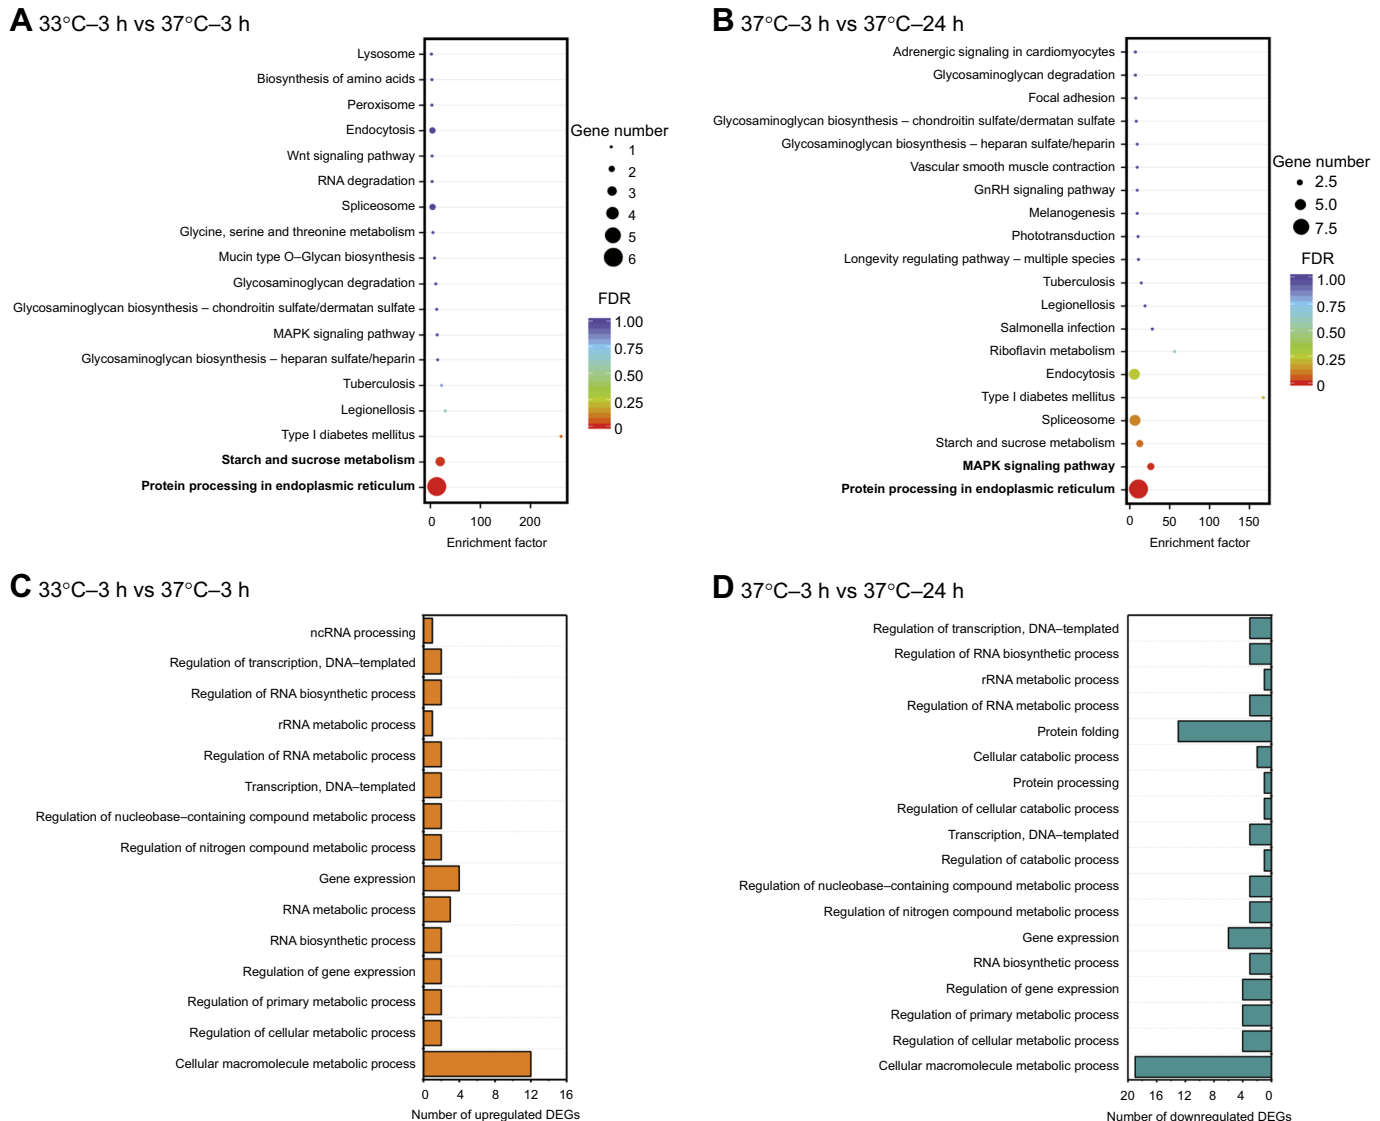 A 33°C–3 h vs 37°C–3 h
Lysosome
Biosynthesis of amino acids
Peroxisome
Endocytosis
Wnt signaling pathway
RNA degradation
Spliceosome
Glycine, serine and threonine metabolism
Mucin type O–Glycan biosynthesis
Glycosaminoglycan degradation
Glycosaminoglycan biosynthesis – chondroitin sulfate/dermatan sulfate
MAPK signaling pathway
Glycosaminoglycan biosynthesis – heparan sulfate/heparin
Tuberculosis
Legionellosis
Type I diabetes mellitus
Starch and sucrose metabolism
Protein processing in endoplasmic reticulum
0 100 200
Enrichment factor
Gene number
1
2
3
4
5
6
FDR
1.00
0.75
0.50
0.25
0
B 37°C–3 h vs 37°C–24 h
Adrenergic signaling in cardiomyocytes
Glycosaminoglycan degradation
Focal adhesion
Glycosaminoglycan biosynthesis – chondroitin sulfate/dermatan sulfate
Glycosaminoglycan biosynthesis – heparan sulfate/heparin
Vascular smooth muscle contraction
GnRH signaling pathway
Melanogenesis
Phototransduction
Longevity regulating pathway – multiple species
Tuberculosis
Legionellosis
Salmonella infection
Riboflavin metabolism
Endocytosis
Type I diabetes mellitus
Spliceosome
Starch and sucrose metabolism
MAPK signaling pathway
Protein processing in endoplasmic reticulum
0 50 100 150
Enrichment factor
Gene number
2.5
5.0
7.5
FDR
1.00
0.75
0.50
0.25
0
C 33°C–3 h vs 37°C–3 h
ncRNA processing
Regulation of transcription, DNA–templated
Regulation of RNA biosynthetic process
rRNA metabolic process
Regulation of RNA metabolic process
Transcription, DNA–templated
Regulation of nucleobase–containing compound metabolic process
Regulation of nitrogen compound metabolic process
Gene expression
RNA metabolic process
RNA biosynthetic process
Regulation of gene expression
Regulation of primary metabolic process
Regulation of cellular metabolic process
Cellular macromolecule metabolic process
0 4 8 12 16
Number of upregulated DEGs
D 37°C–3 h vs 37°C–24 h
Regulation of transcription, DNA–templated
Regulation of RNA biosynthetic process
rRNA metabolic process
Regulation of RNA metabolic process
Protein folding
Cellular catabolic process
Protein processing
Regulation of cellular catabolic process
Transcription, DNA–templated
Regulation of catabolic process
Regulation of nucleobase–containing compound metabolic process
Regulation of nitrogen compound metabolic process
Gene expression
RNA biosynthetic process
Regulation of gene expression
Regulation of primary metabolic process
Regulation of cellular metabolic process
Cellular macromolecule metabolic process
20 16 12 8 4 0
Number of downregulated DEGs